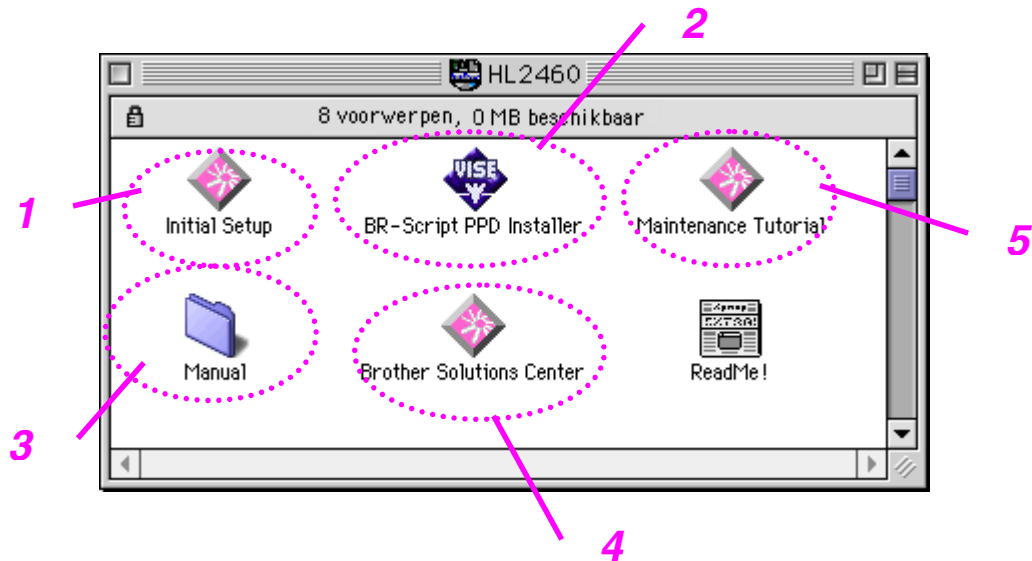 2
HL2460
8 voorwerpen, 0 MB beschikbaar
1
VISE
Initial Setup
BR-Script PPD Installer
Maintenance Tutorial
5
Manual
Brother Solutions Center
ReadMe!
3
4